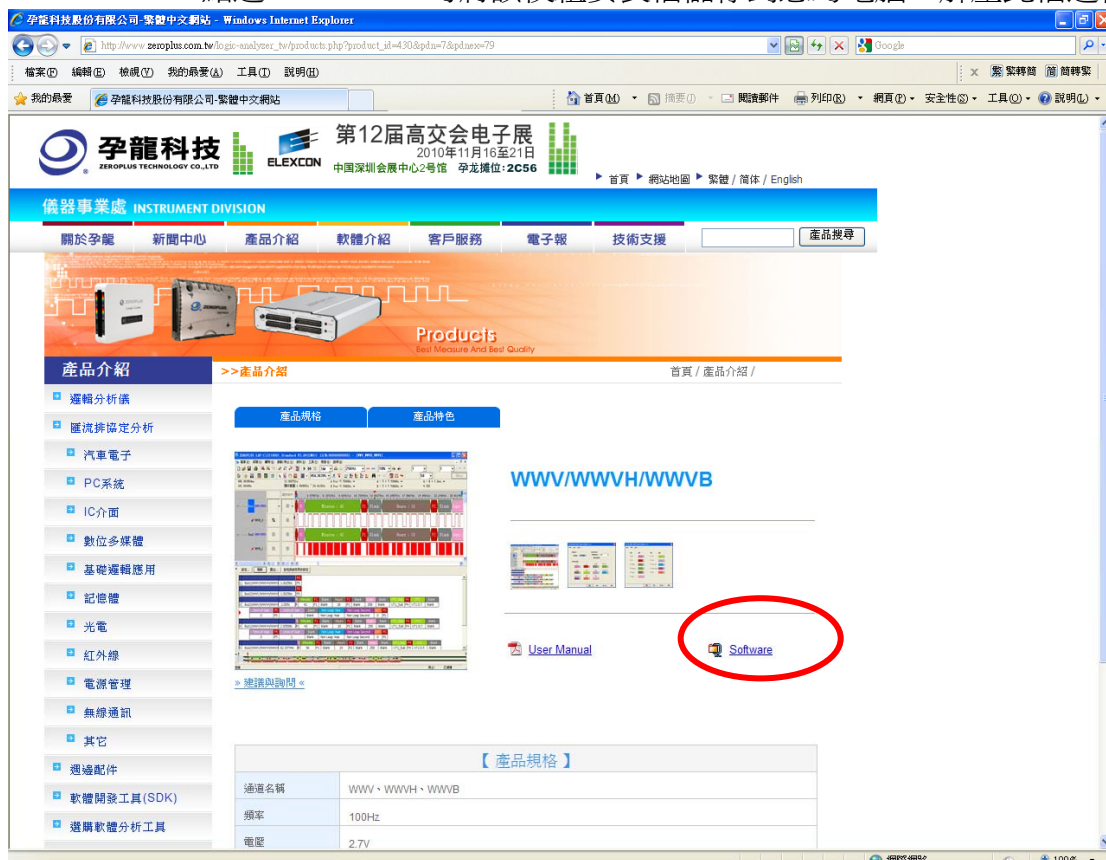 孕龍科技股份有限公司-繁體中文網站 - Windows Internet Explorer
http://www.zeroplus.com.tw/logic-analyzer_tw/products.php?product_id=430&pdn=7&pdnex=79
Google
檔案(F) 編輯(E) 檢視(V) 我的最愛(A) 工具(T) 說明(H)
x 繁 繁轉簡 簡 簡轉繁
我的最愛 孕龍科技股份有限公司-繁體中文網站 首頁(M) 摘要(J) 閱讀郵件 列印(R) 網頁(P) 安全性(S) 工具(O) 說明(L)
孕龍科技
ZEROPLUS TECHNOLOGY CO.,LTD
ELEXCON
第12届高交会电子展
2010年11月16至21日
中国深圳会展中心2号馆 孕龙摊位:2C56
首頁 網站地圖 繁體 / 简体 / English
儀器事業處 INSTRUMENT DIVISION
關於孕龍 新聞中心 產品介紹 軟體介紹 客戶服務 電子報 技術支援 產品搜尋
Products
Best Measure And Best Quality
產品介紹
>>產品介紹
首頁 / 產品介紹 /
邏輯分析儀
匯流排協定分析
汽車電子
PC系統
IC介面
數位多媒體
基礎邏輯應用
記憶體
光電
紅外線
電源管理
無線通訊
其它
週邊配件
軟體開發工具(SDK)
選購軟體分析工具
產品規格 產品特色
WWV/WWVH/WWVB
User Manual
Software
» 建議與詢問 «
【 產品規格 】
通道名稱 WWV、WWVH、WWVB
頻率 100Hz
電壓 2.7V